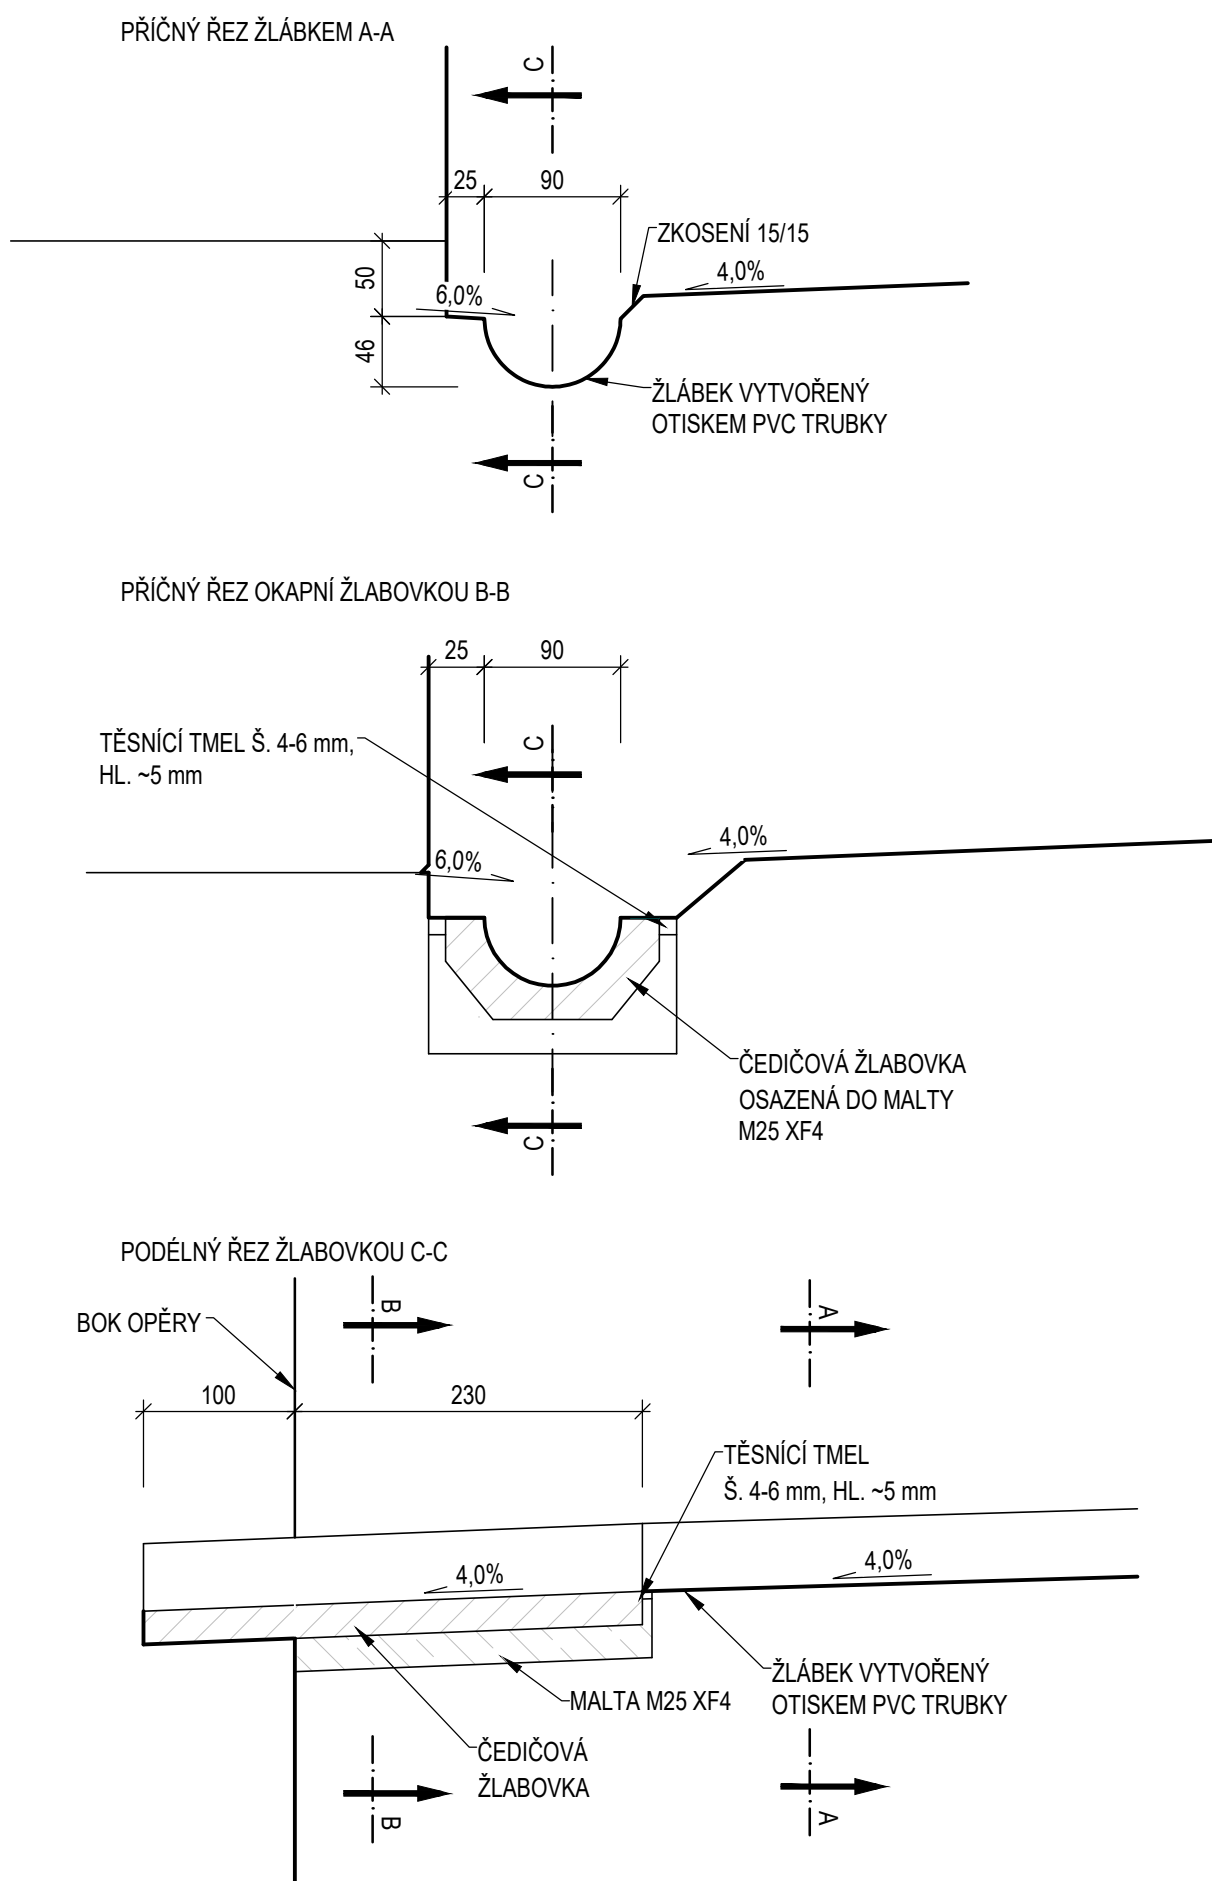 PŘÍČNÝ ŘEZ ŽLÁBKEM A-A
C
25
90
ZKOSENÍ 15/15
4,0%
50
6,0%
46
ŽLÁBEK VYTVOŘENÝ
OTISKEM PVC TRUBKY
C
PŘÍČNÝ ŘEZ OKAPNÍ ŽLABOVKOU B-B
25
90
TĚSNÍCÍ TMEL Š. 4-6 mm,
HL. ~5 mm
C
4,0%
6,0%
ČEDIČOVÁ ŽLABOVKA
OSAZENÁ DO MALTY
M25 XF4
C
PODÉLNÝ ŘEZ ŽLABOVKOU C-C
BOK OPĚRY
B
A
100
230
TĚSNÍCÍ TMEL
Š. 4-6 mm, HL. ~5 mm
4,0%
4,0%
ŽLÁBEK VYTVOŘENÝ
OTISKEM PVC TRUBKY
MALTA M25 XF4
ČEDIČOVÁ
ŽLABOVKA
B
A